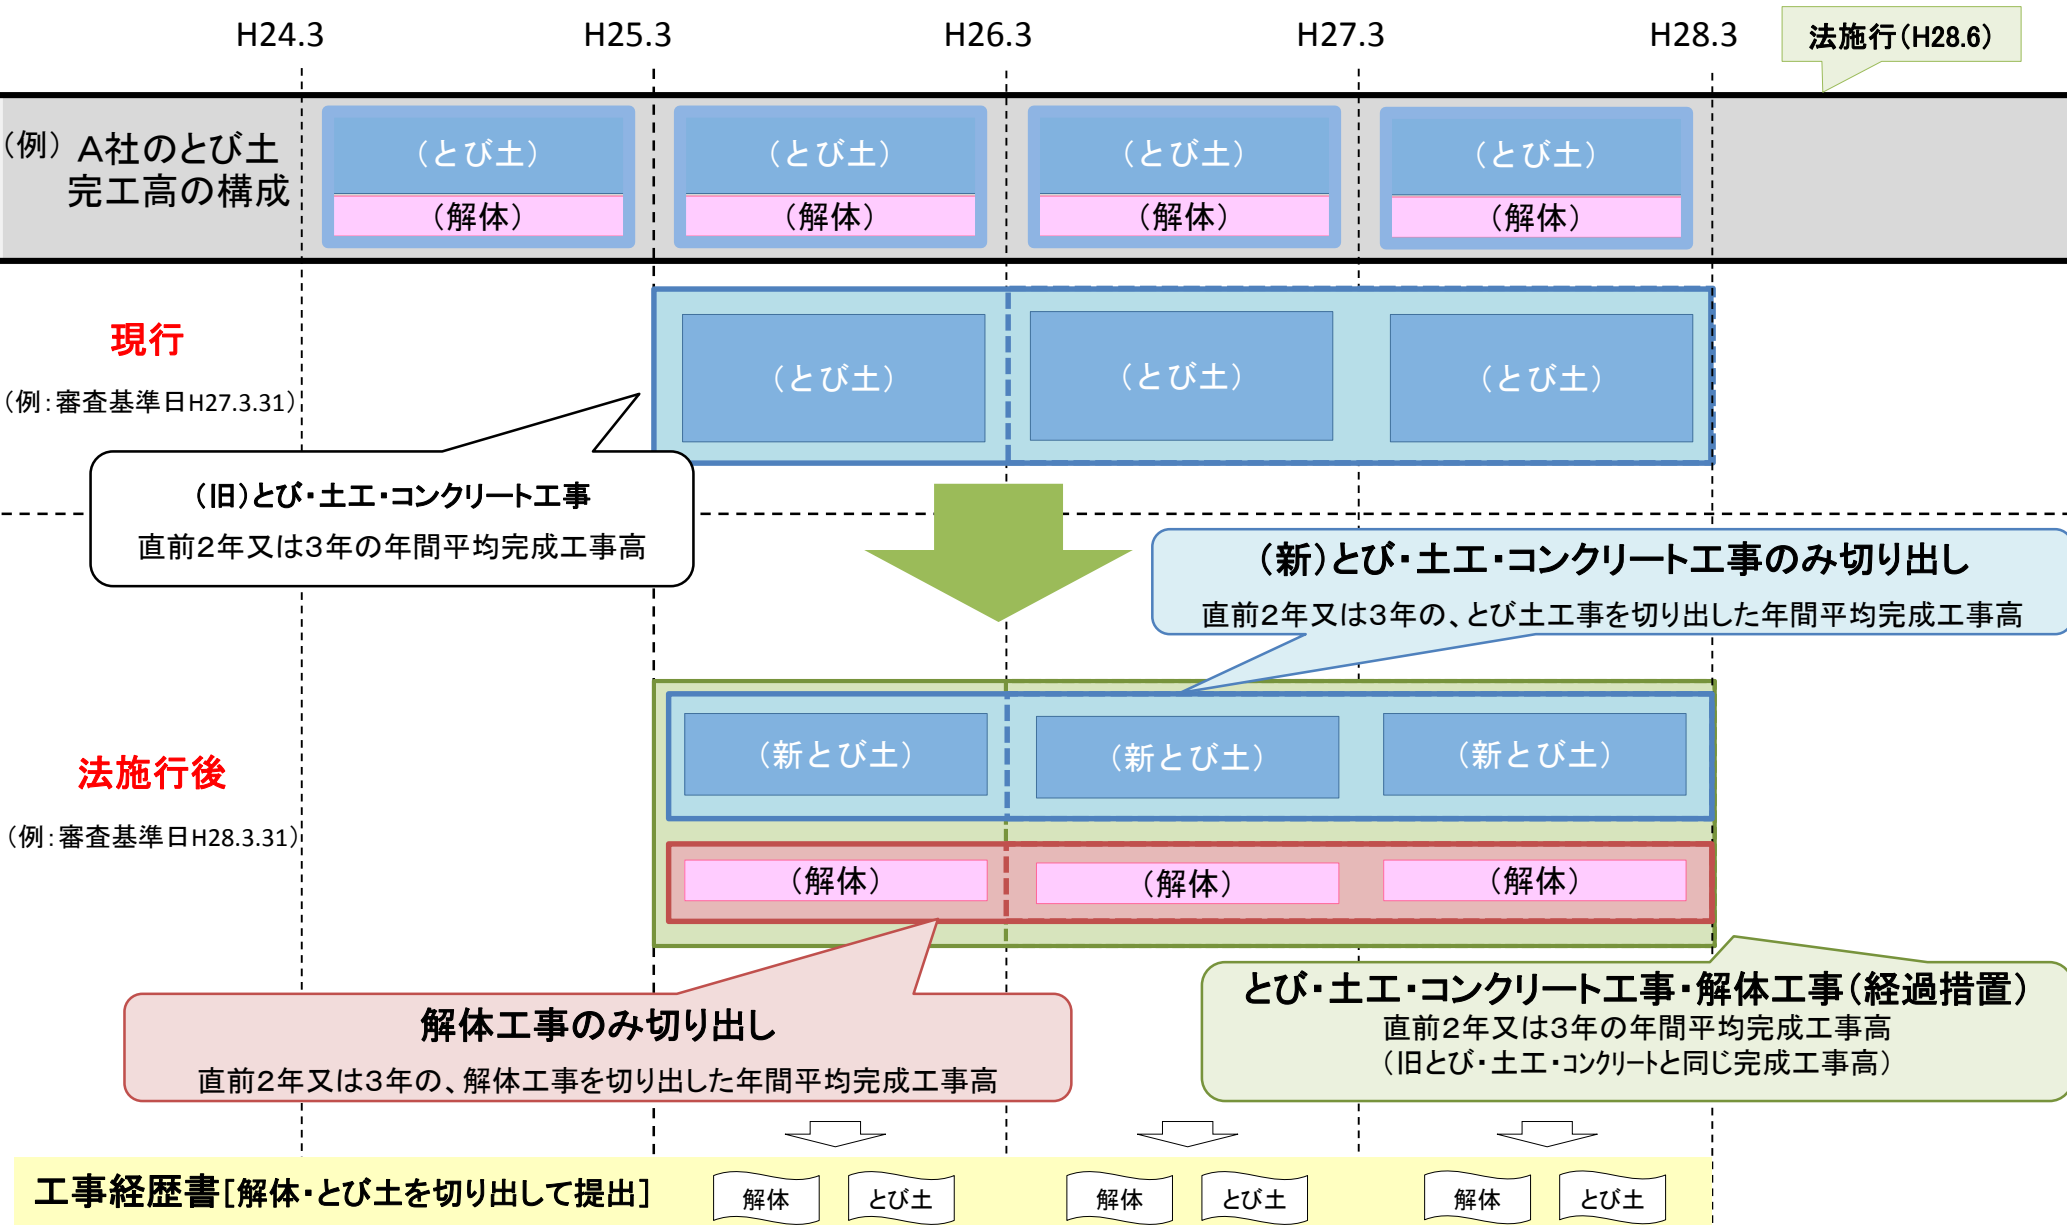 H24.3
H25.3
H26.3
H27.3
H28.3
法施行(H28.6)
(例) A社のとび土
完工高の構成
(とび土)
(解体)
(とび土)
(解体)
(とび土)
(解体)
(とび土)
(解体)
現行
(例:審査基準日H27.3.31)
(とび土)
(とび土)
(とび土)
(旧)とび・土工・コンクリート工事
直前2年又は3年の年間平均完成工事高
(新)とび・土工・コンクリート工事のみ切り出し
直前2年又は3年の、とび土工事を切り出した年間平均完成工事高
法施行後
(例:審査基準日H28.3.31)
(新とび土)
(新とび土)
(新とび土)
(解体)
(解体)
(解体)
解体工事のみ切り出し
直前2年又は3年の、解体工事を切り出した年間平均完成工事高
とび・土工・コンクリート工事・解体工事(経過措置)
直前2年又は3年の年間平均完成工事高
(旧とび・土工・コンクリートと同じ完成工事高)
工事経歴書[解体・とび土を切り出して提出]
解体
とび土
解体
とび土
解体
とび土